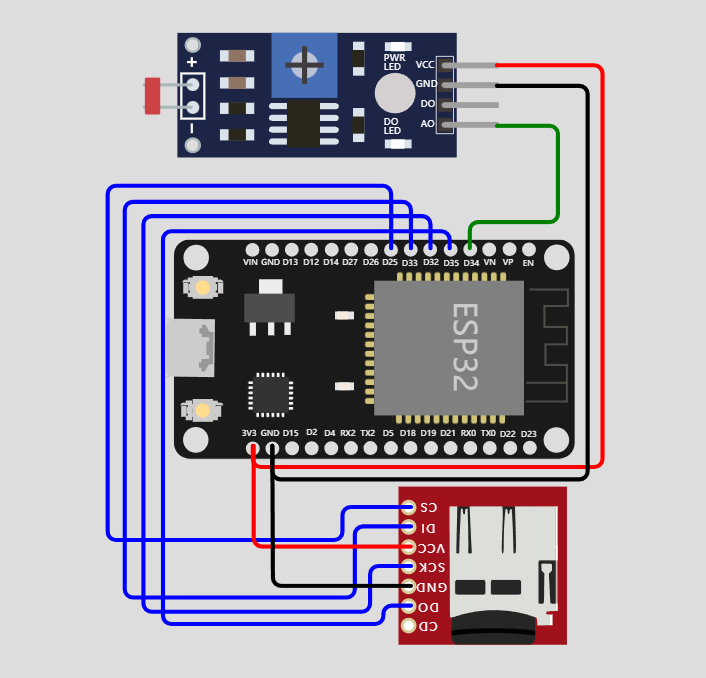 +
PWR
LED
VCC
GND
DO
DO
LED
AO
−
VIN GND D13 D12 D14 D27 D26 D25 D33 D32 D35 D34 VN VP EN
ESP32
3V3 GND D15 D2 D4 RX2 TX2 D5 D18 D19 D21 RX0 TX0 D22 D23
CS
DI
VCC
SCK
GND
DO
CD